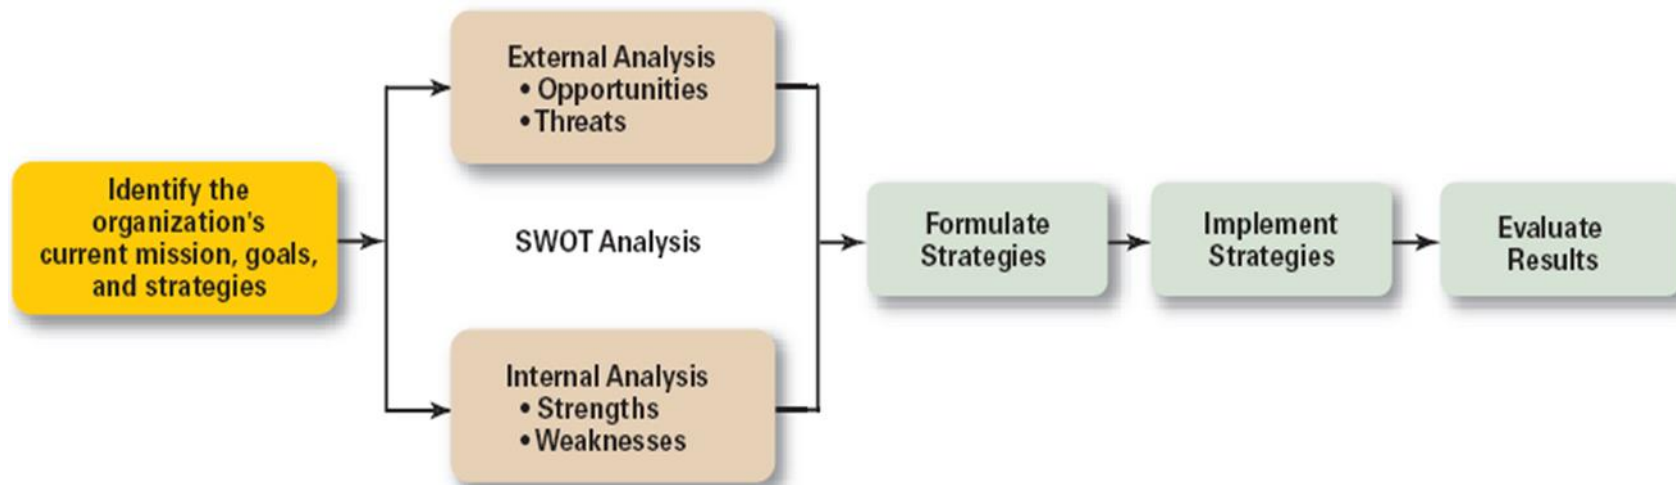 Identify the
organization's
current mission, goals,
and strategies
External Analysis
• Opportunities
• Threats
SWOT Analysis
Internal Analysis
• Strengths
• Weaknesses
Formulate
Strategies
Implement
Strategies
Evaluate
Results